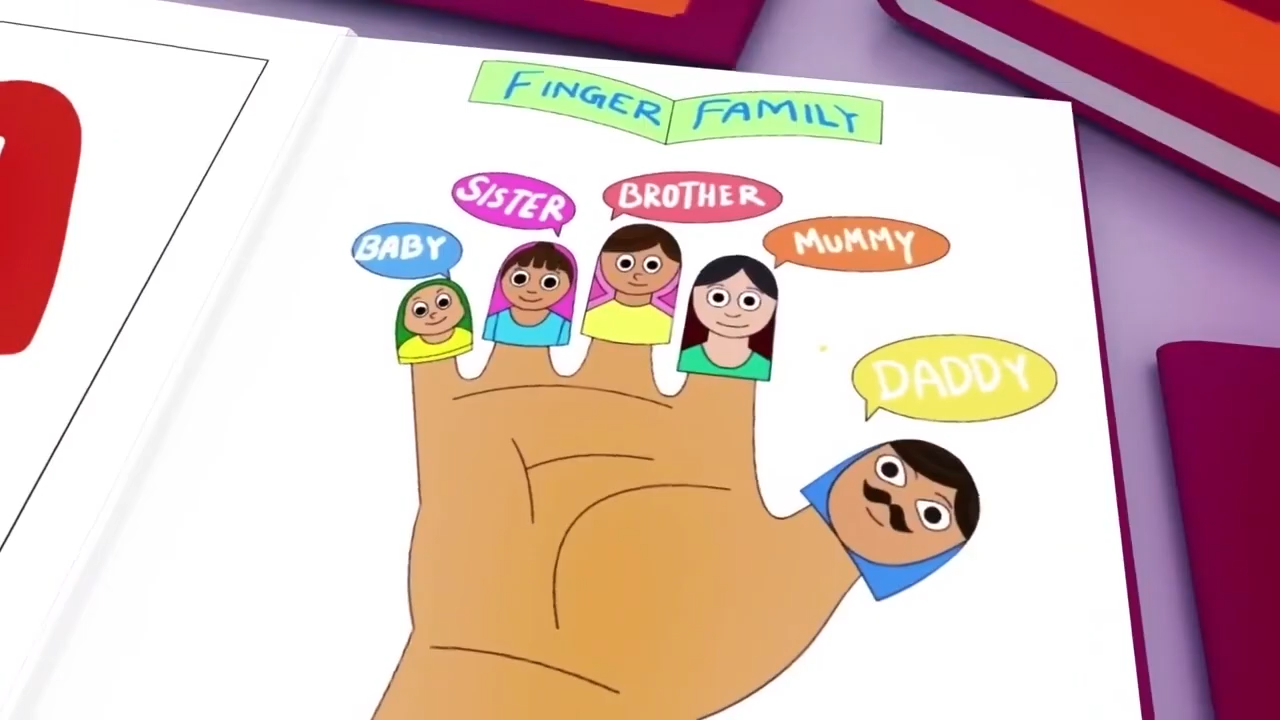 FINGER FAMILY
SISTER
BROTHER
BABY
MUMMY
DADDY